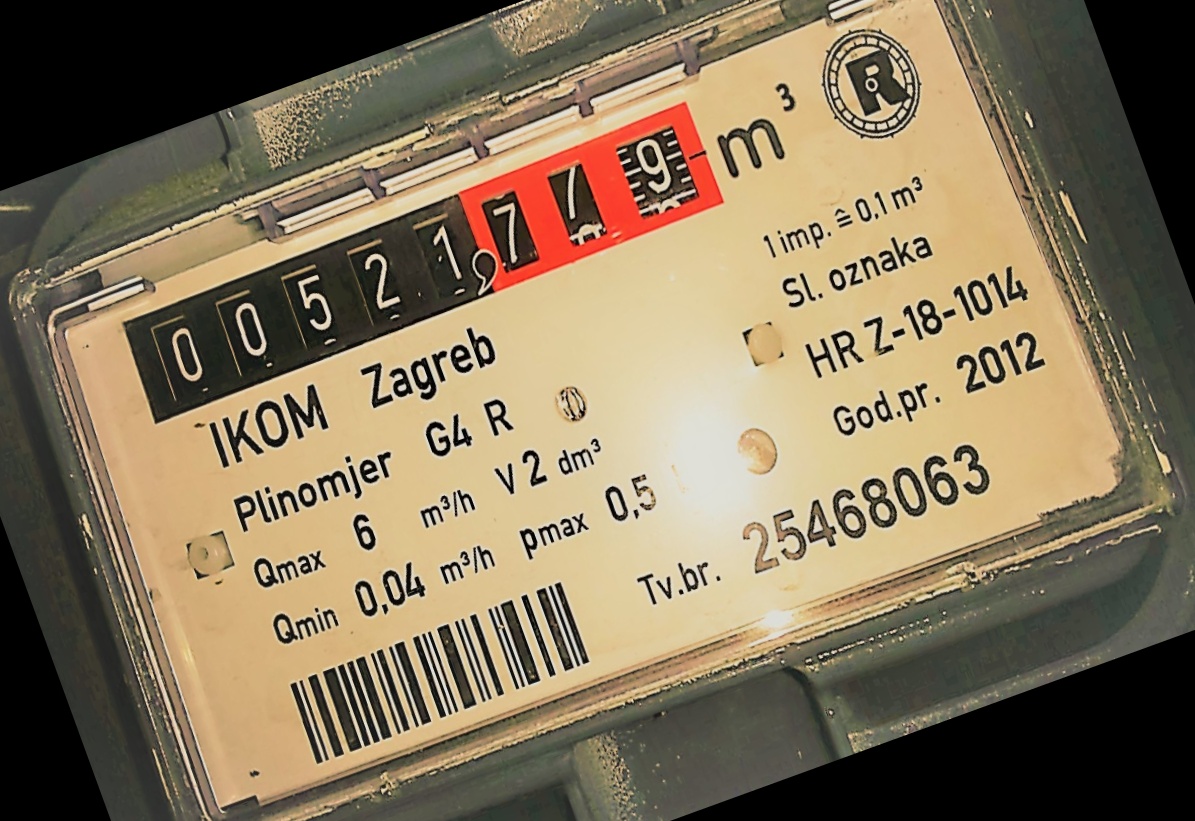 00521,779 m³
R
1 imp. ≙ 0,1 m³
Sl. oznaka
HR Z-18-1014
God.pr. 2012
IKOM Zagreb
Plinomjer G4 R
Qmax 6 m³/h V 2 dm³
Qmin 0,04 m³/h pmax 0,5
Tv.br. 25468063